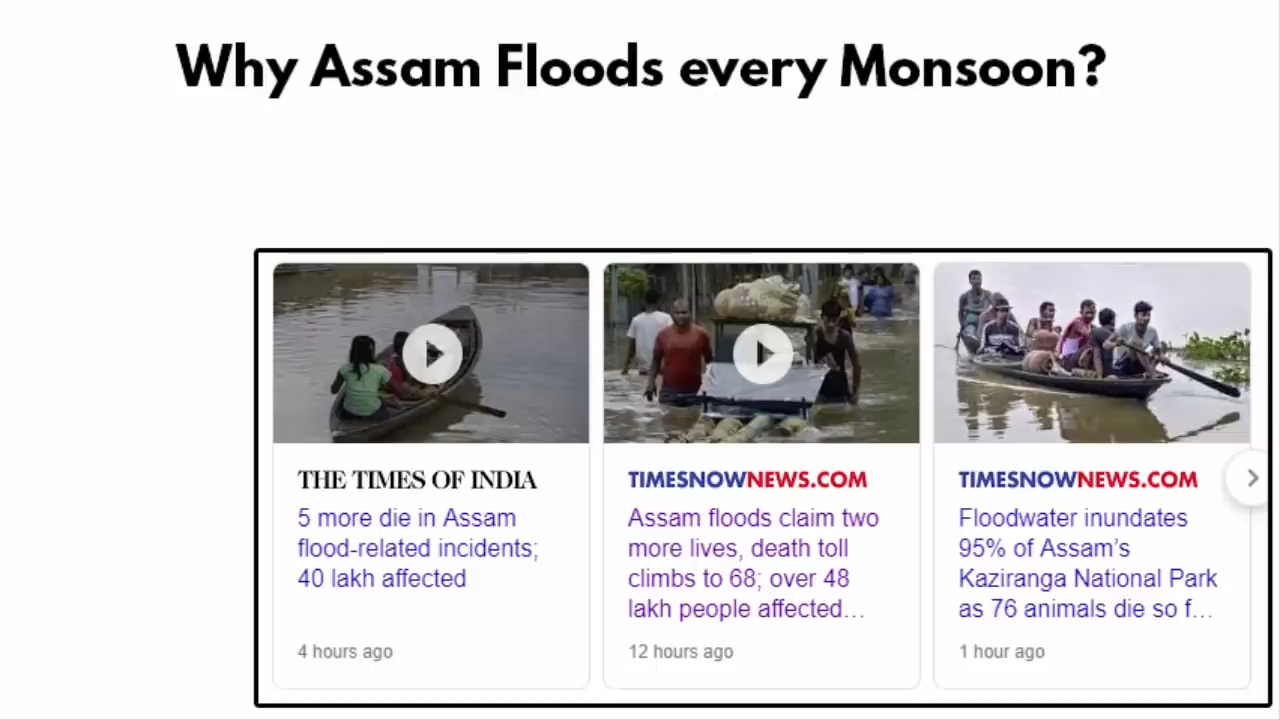 Why Assam Floods every Monsoon?
THE TIMES OF INDIA
5 more die in Assam
flood-related incidents;
40 lakh affected
4 hours ago
TIMESNOWNEWS.COM
Assam floods claim two
more lives, death toll
climbs to 68; over 48
lakh people affected...
12 hours ago
TIMESNOWNEWS.COM
Floodwater inundates
95% of Assam’s
Kaziranga National Park
as 76 animals die so f...
1 hour ago